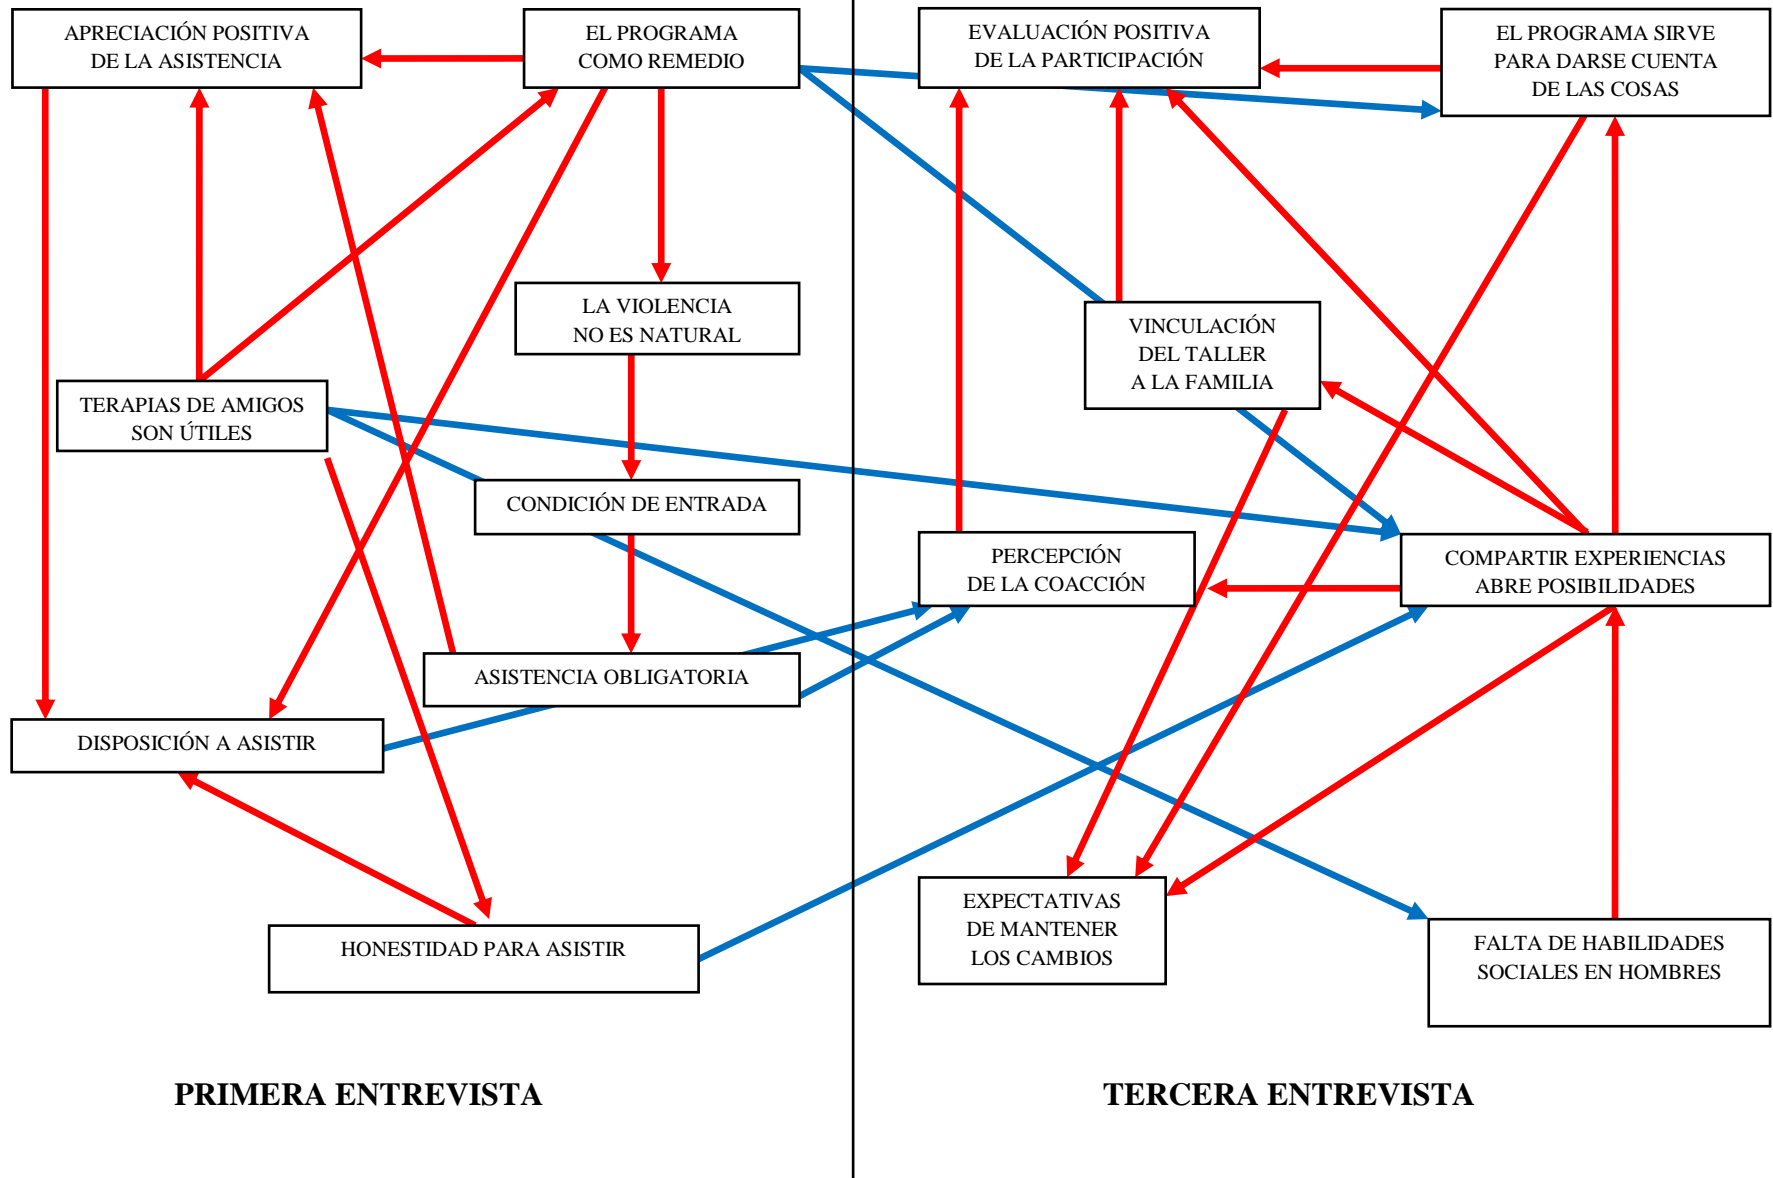 APRECIACIÓN POSITIVA
DE LA ASISTENCIA
EL PROGRAMA
COMO REMEDIO
LA VIOLENCIA
NO ES NATURAL
TERAPIAS DE AMIGOS
SON ÚTILES
CONDICIÓN DE ENTRADA
ASISTENCIA OBLIGATORIA
DISPOSICIÓN A ASISTIR
HONESTIDAD PARA ASISTIR
PRIMERA ENTREVISTA
EVALUACIÓN POSITIVA
DE LA PARTICIPACIÓN
EL PROGRAMA SIRVE
PARA DARSE CUENTA
DE LAS COSAS
VINCULACIÓN
DEL TALLER
A LA FAMILIA
PERCEPCIÓN
DE LA COACCIÓN
COMPARTIR EXPERIENCIAS
ABRE POSIBILIDADES
EXPECTATIVAS
DE MANTENER
LOS CAMBIOS
FALTA DE HABILIDADES
SOCIALES EN HOMBRES
TERCERA ENTREVISTA